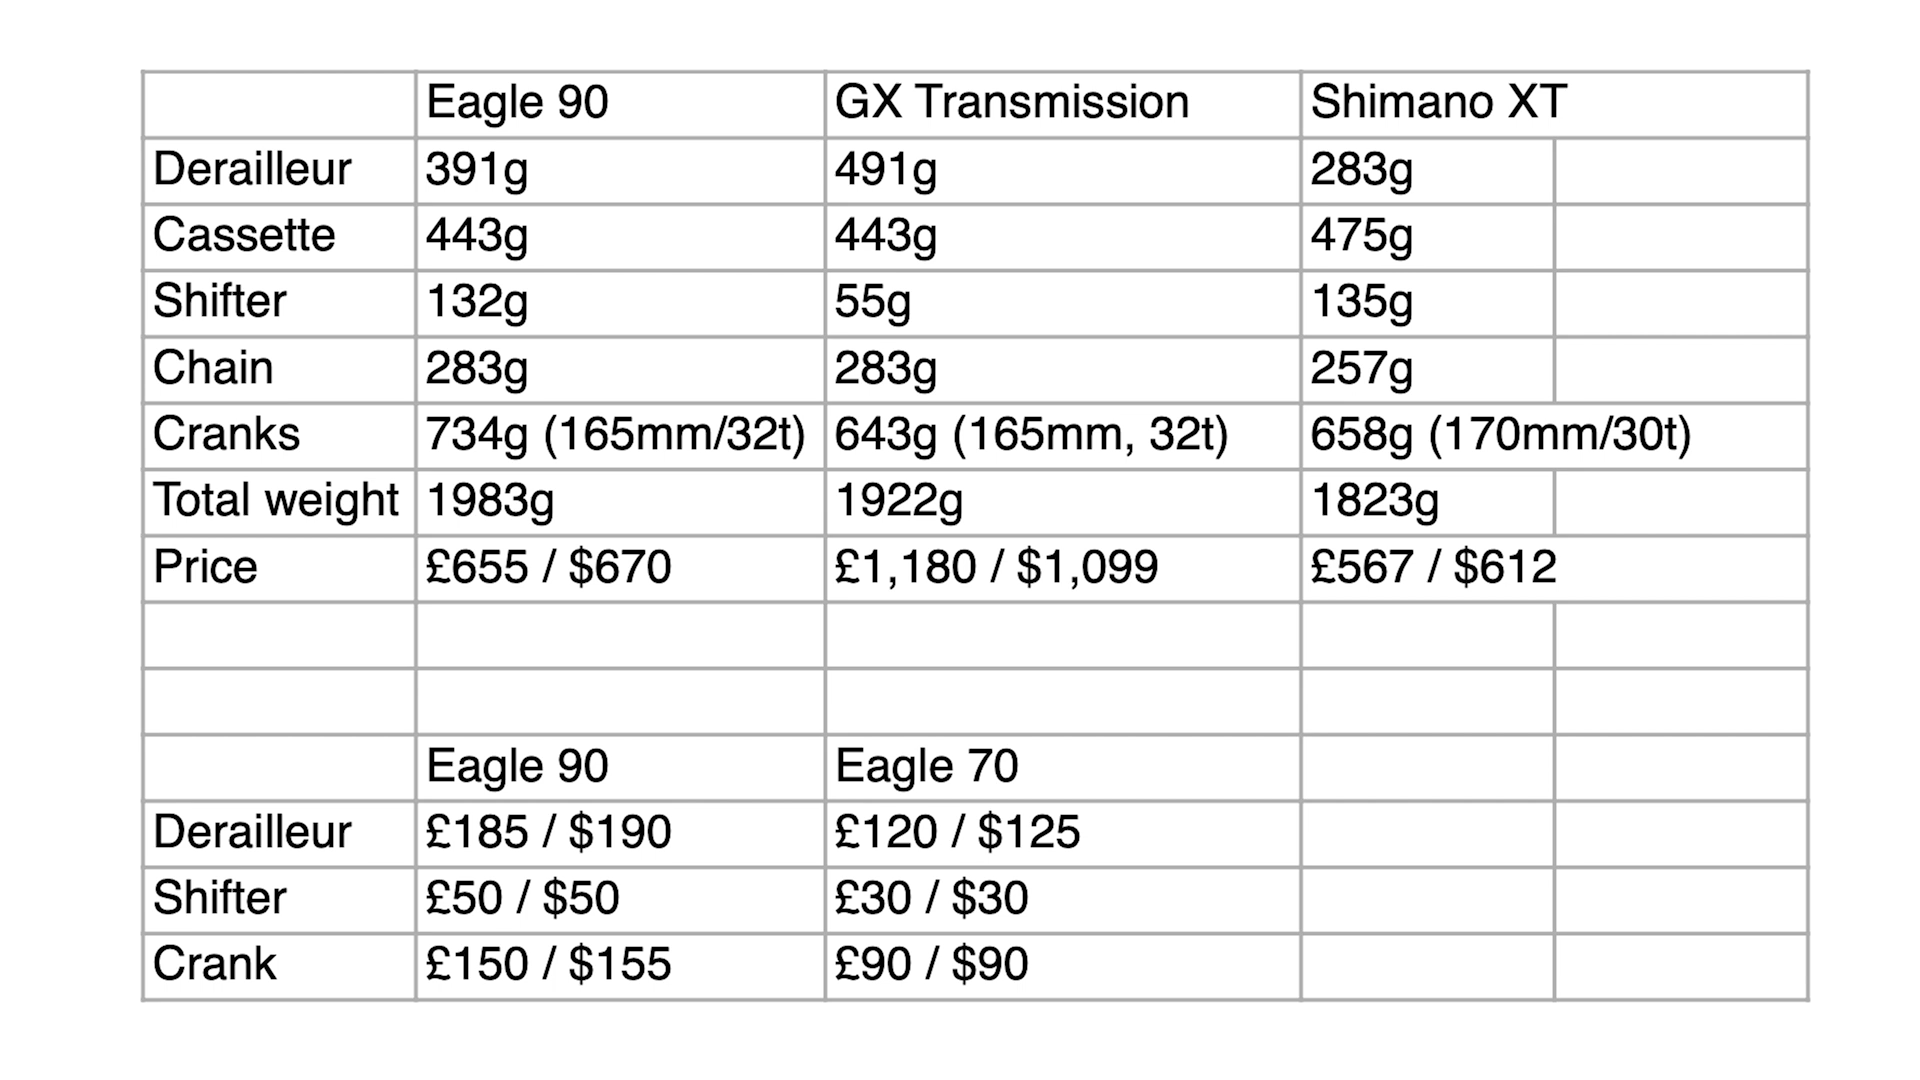 Eagle 90 GX Transmission Shimano XT
Derailleur 391g 491g 283g
Cassette 443g 443g 475g
Shifter 132g 55g 135g
Chain 283g 283g 257g
Cranks 734g (165mm/32t) 643g (165mm, 32t) 658g (170mm/30t)
Total weight 1983g 1922g 1823g
Price £655 / $670 £1,180 / $1,099 £567 / $612
Eagle 90 Eagle 70
Derailleur £185 / $190 £120 / $125
Shifter £50 / $50 £30 / $30
Crank £150 / $155 £90 / $90